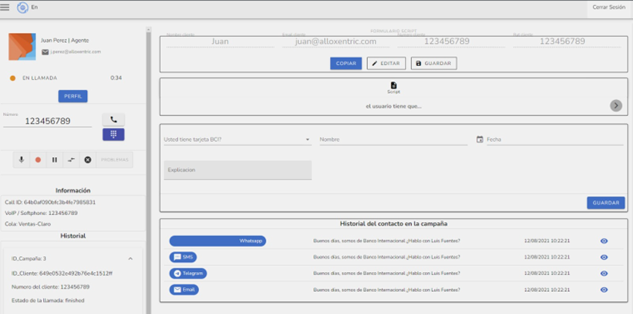 En
Cerrar Sesión
Juan Perez | Agente
j.perez@alloxentric.com
EN LLAMADA 0:34
PERFIL
Número
123456789
Información
Call ID: 64b0af090bfc3b4fe7985831
VoIP / Softphone: 123456789
Cola: Ventas-Claro
Historial
ID_Campaña: 3
ID_Cliente: 649e0532c492b76e4c1512ff
Numero del cliente: 123456789
Estado de la llamada: finished
FORMULARIO SCRIPT
Juan juan@alloxentric.com 123456789 123456789
COPIAR EDITAR GUARDAR
Script
el usuario tiene que...
Usted tiene tarjeta BCI? Nombre Fecha
Explicacion
GUARDAR
Historial del contacto en la campaña
Whatsapp Buenos dias, somos de Banco Internacional ¿Hablo con Luis Fuentes? 12/08/2021 10:22:21
SMS Buenos dias, somos de Banco Internacional ¿Hablo con Luis Fuentes? 12/08/2021 10:22:21
Telegram Buenos dias, somos de Banco Internacional ¿Hablo con Luis Fuentes? 12/08/2021 10:22:21
Email Buenos dias, somos de Banco Internacional ¿Hablo con Luis Fuentes? 12/08/2021 10:22:21